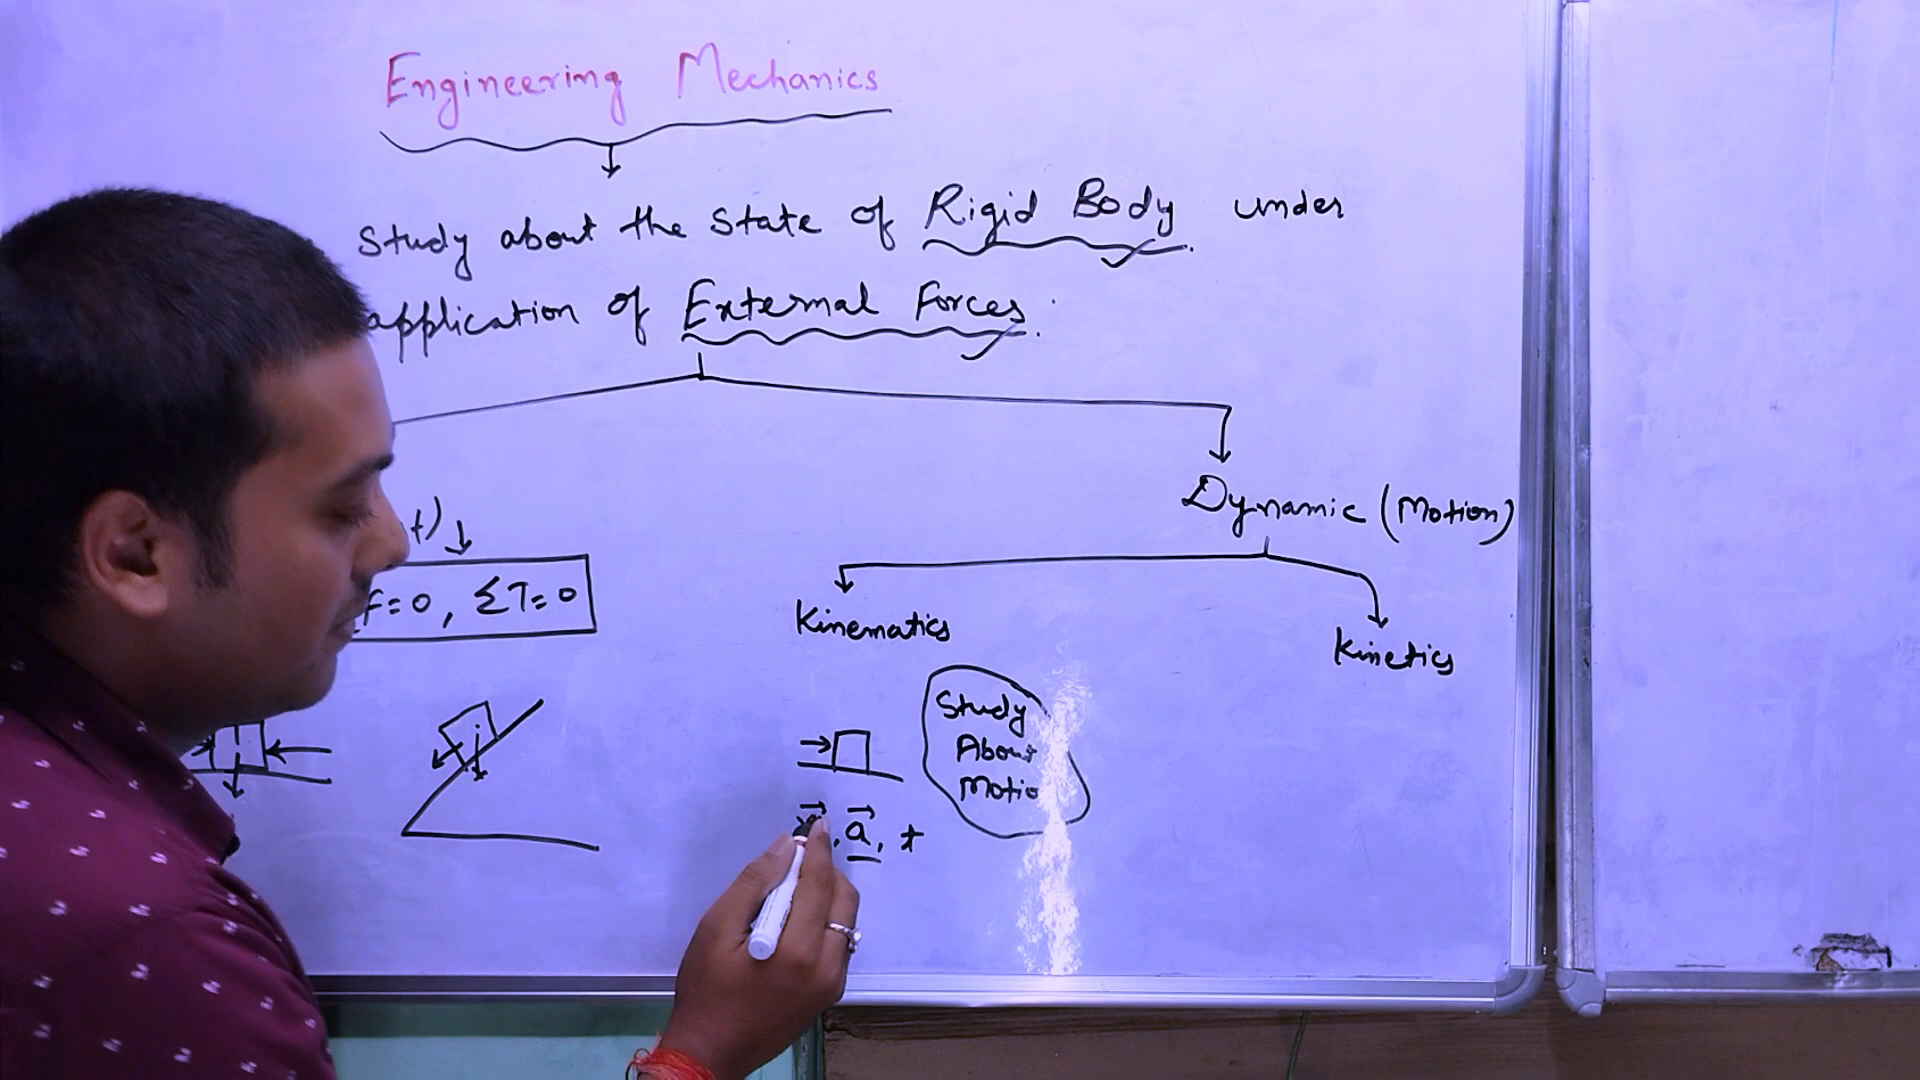 Engineering Mechanics
Study about the state of Rigid Body under
application of External Forces.
Dynamic (Motion)
t)
F=0, ΣT=0
Kinematics
Kinetics
Study
About
Motio
a, t